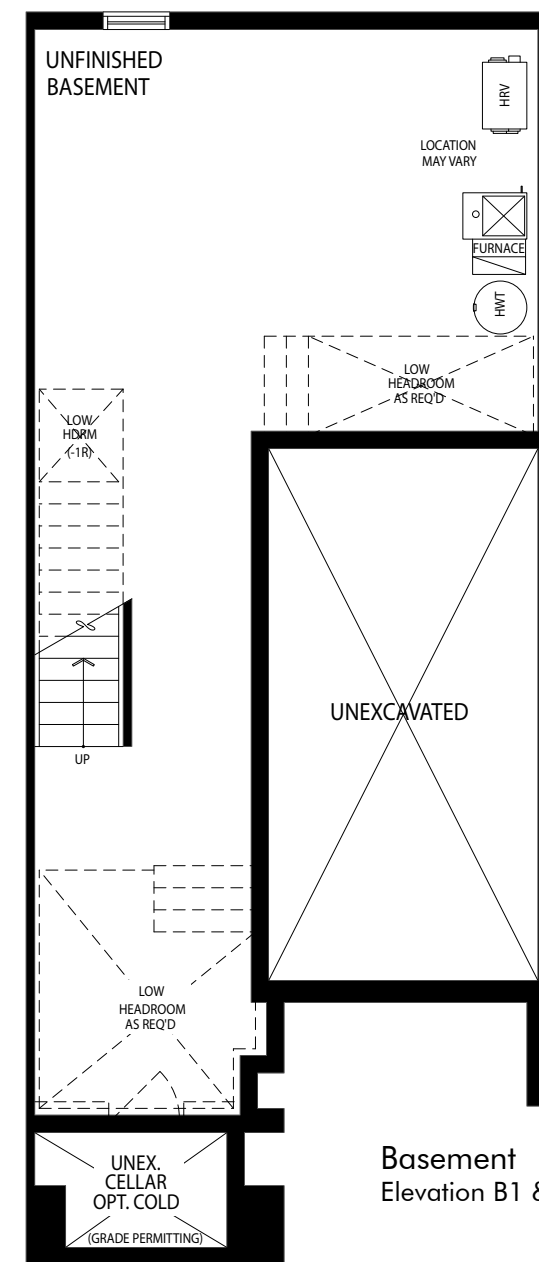 UNFINISHED
BASEMENT
HRV
LOCATION
MAY VARY
FURNACE
HWT
LOW
HEADROOM
AS REQ'D
LOW
HDRM
(-1R)
UNEXCAVATED
UP
LOW
HEADROOM
AS REQ'D
UNEX.
CELLAR
OPT. COLD
(GRADE PERMITTING)
Basement
Elevation B1 &